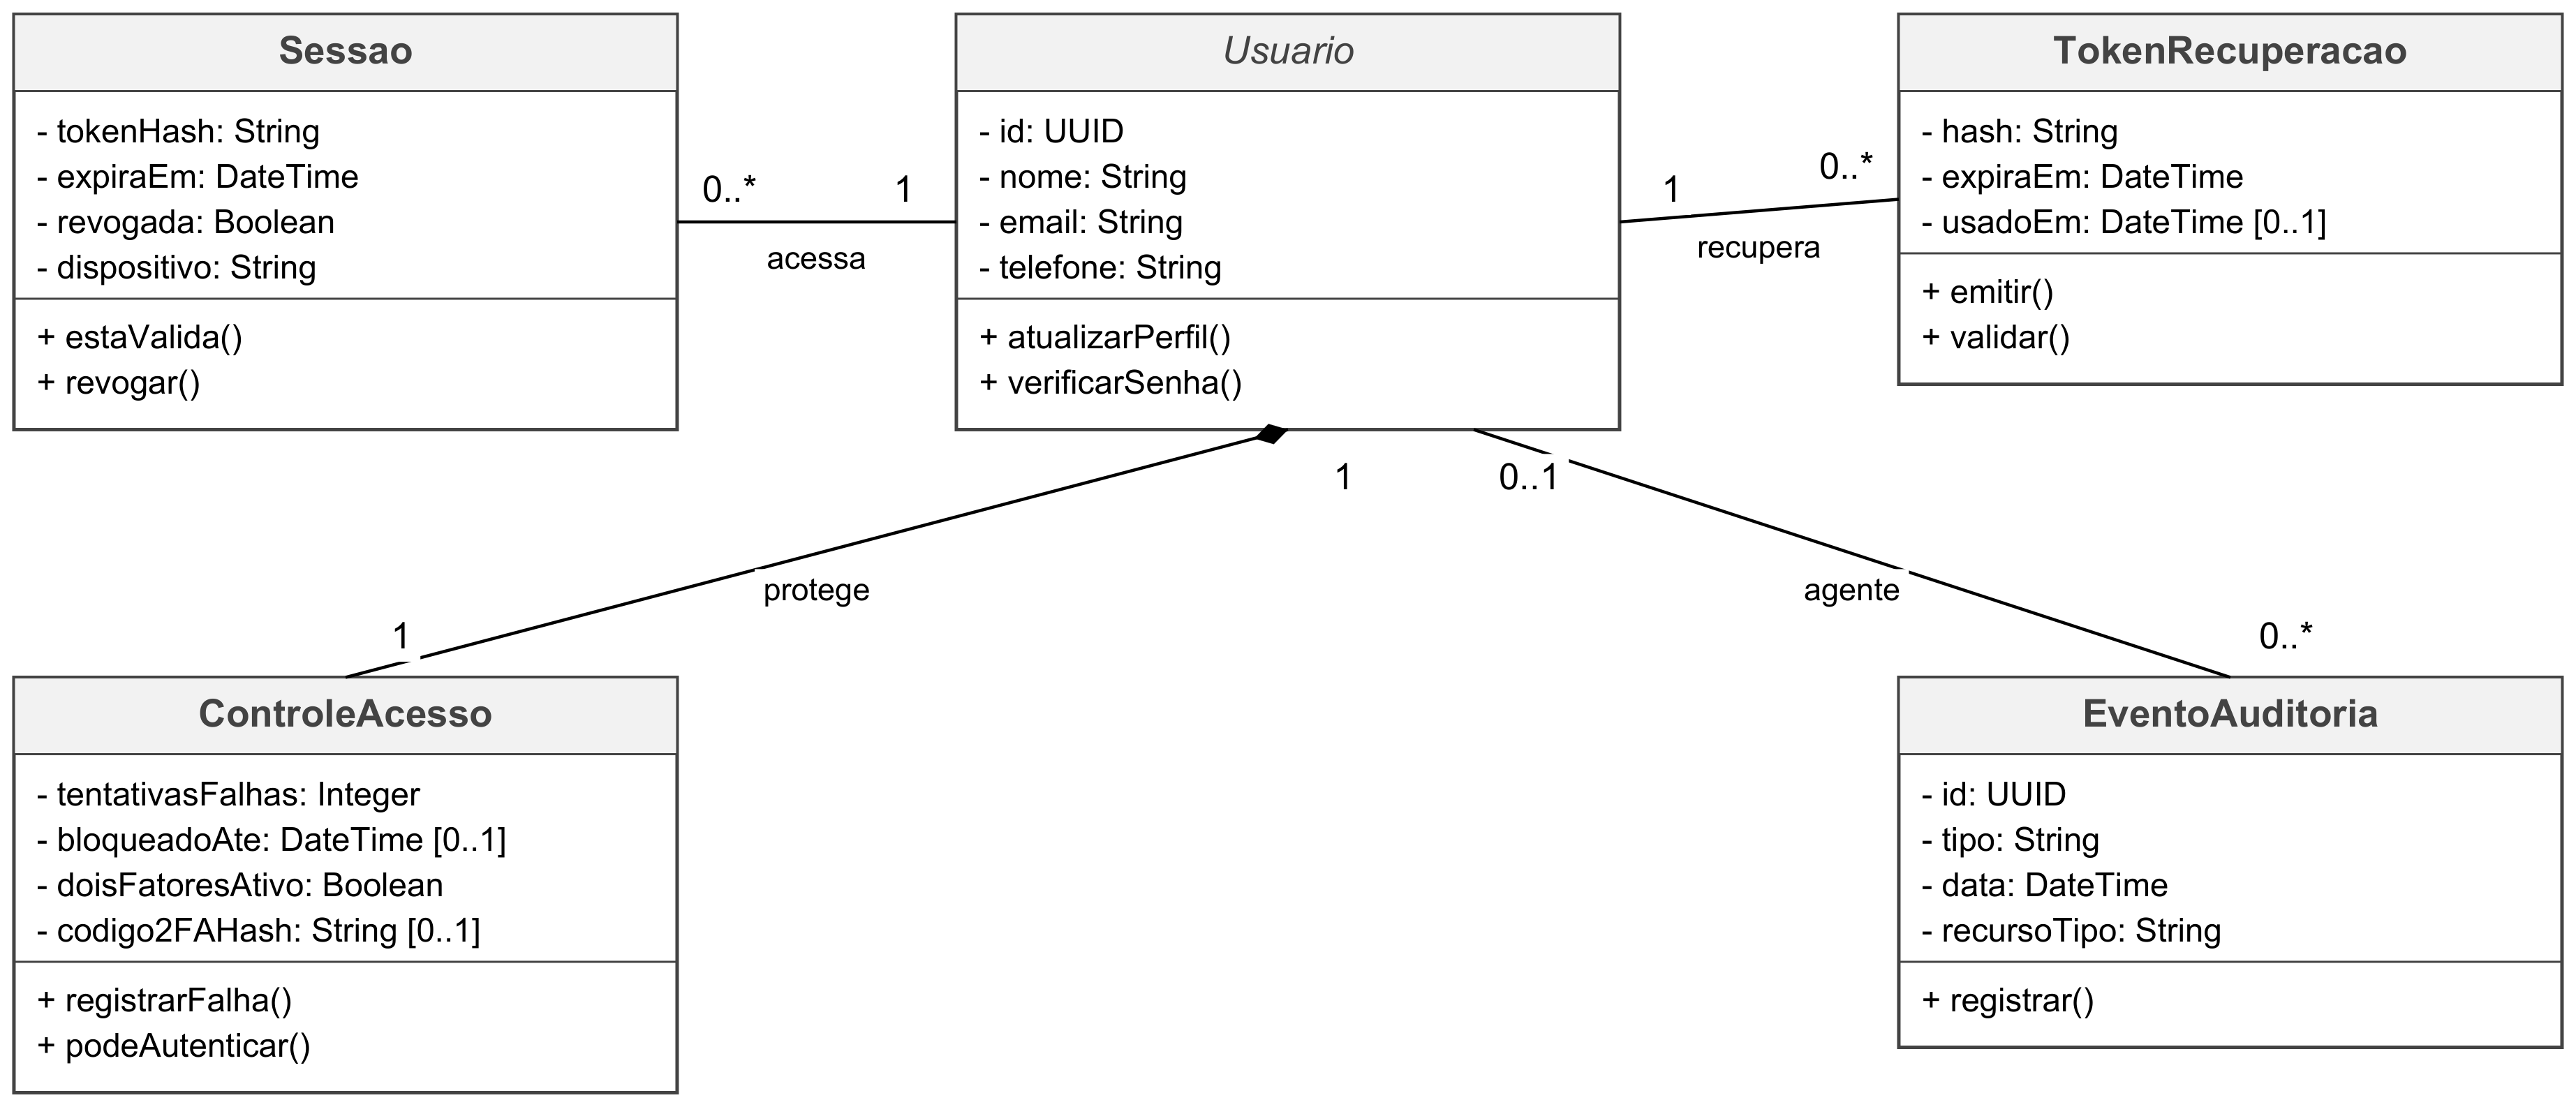 Sessao
- tokenHash: String
- expiraEm: DateTime
- revogada: Boolean
- dispositivo: String
+ estaValida()
+ revogar()
0..*
1
acessa
Usuario
- id: UUID
- nome: String
- email: String
- telefone: String
+ atualizarPerfil()
+ verificarSenha()
1
0..*
recupera
TokenRecuperacao
- hash: String
- expiraEm: DateTime
- usadoEm: DateTime [0..1]
+ emitir()
+ validar()
1
0..1
protege
agente
1
0..*
ControleAcesso
- tentativasFalhas: Integer
- bloqueadoAte: DateTime [0..1]
- doisFatoresAtivo: Boolean
- codigo2FAHash: String [0..1]
+ registrarFalha()
+ podeAutenticar()
EventoAuditoria
- id: UUID
- tipo: String
- data: DateTime
- recursoTipo: String
+ registrar()